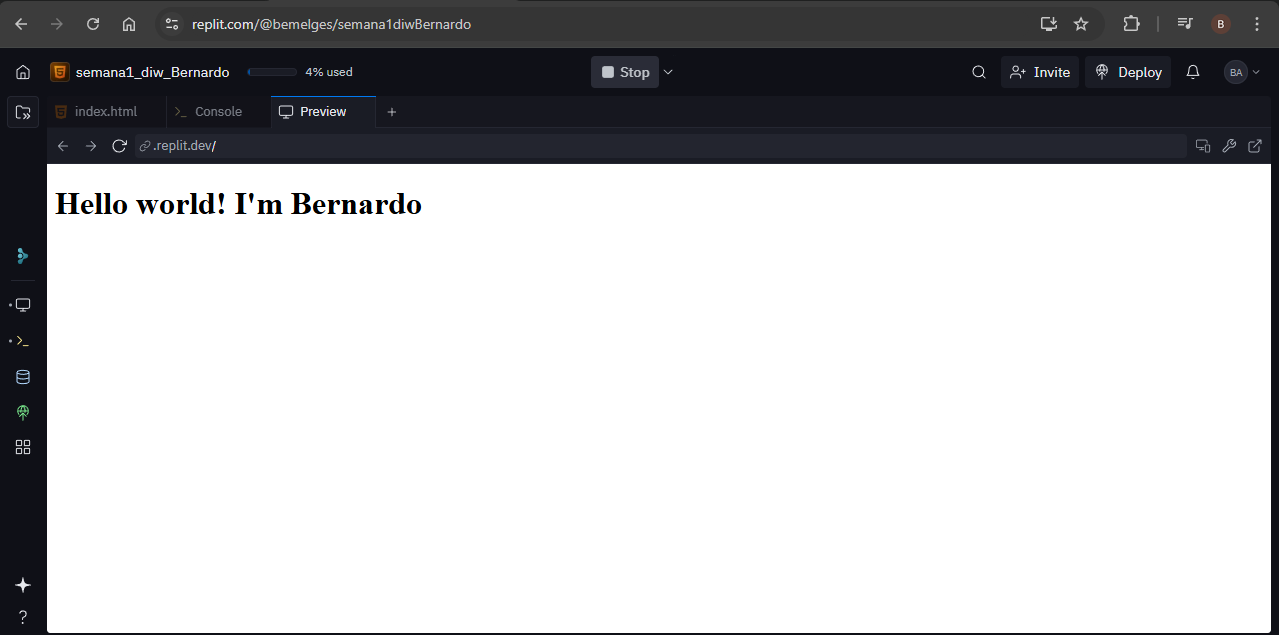 replit.com/@bemelges/semana1diwBernardo
B
semana1_diw_Bernardo
4% used
Stop
Invite
Deploy
BA
index.html
Console
Preview
.replit.dev/
Hello world! I'm Bernardo